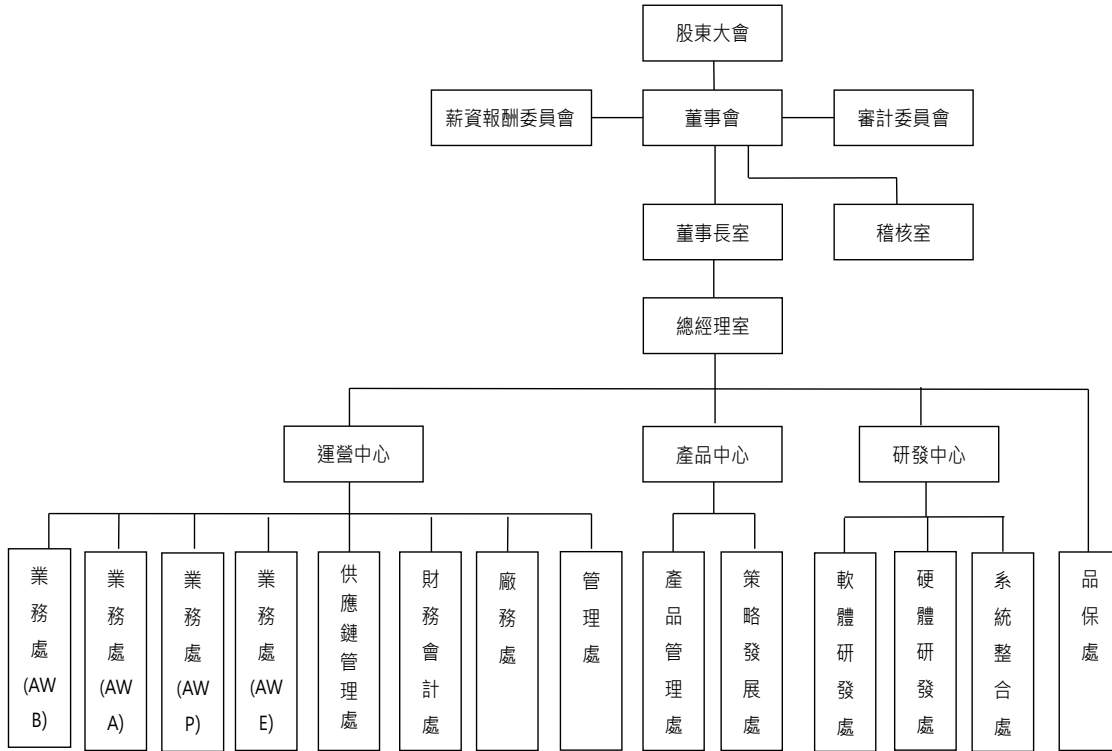 股東大會
薪資報酬委員會
董事會
審計委員會
董事長室
稽核室
總經理室
運營中心
產品中心
研發中心
業務處(AWB)
業務處(AWA)
業務處(AWP)
業務處(AWE)
供應鏈管理處
財務會計處
廠務處
管理處
產品管理處
策略發展處
軟體研發處
硬體研發處
系統整合處
品保處